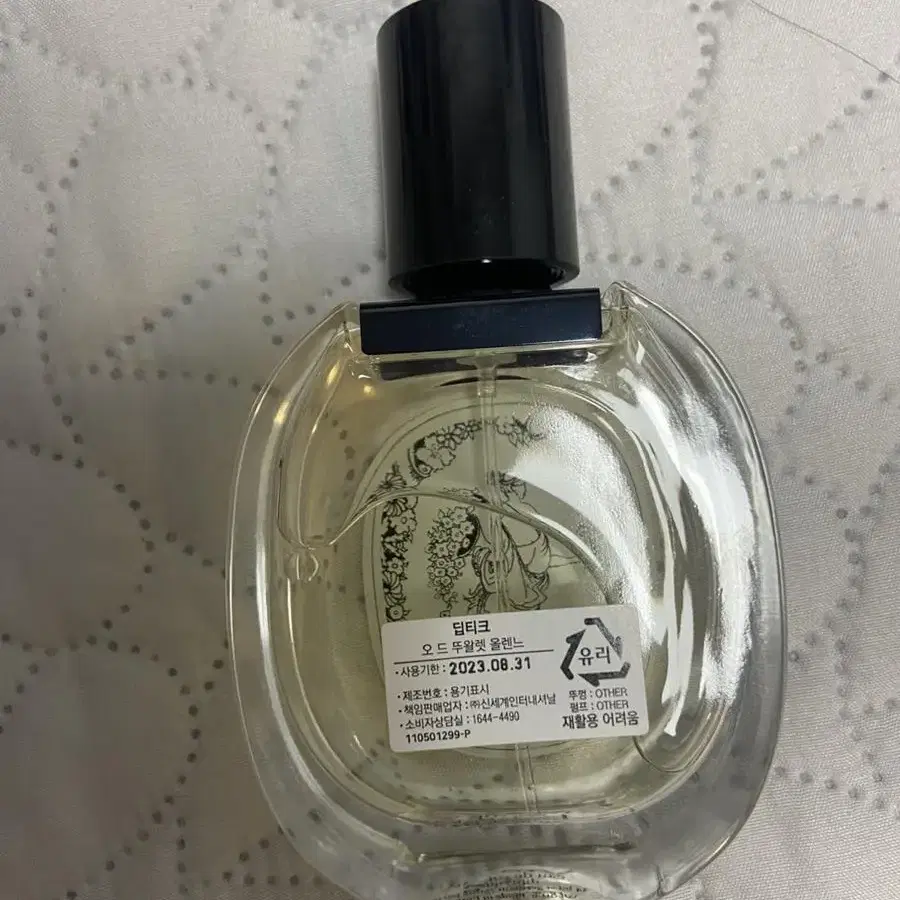 딥티크
오 드 뚜왈렛 올렌느
• 사용기한 : 2023.08.31
• 제조번호 : 용기표시
• 책임판매업자 : ㈜신세계인터내셔날
• 소비자상담실 : 1644-4490
110501299-P
유리
뚜껑 : OTHER
펌프 : OTHER
재활용 어려움